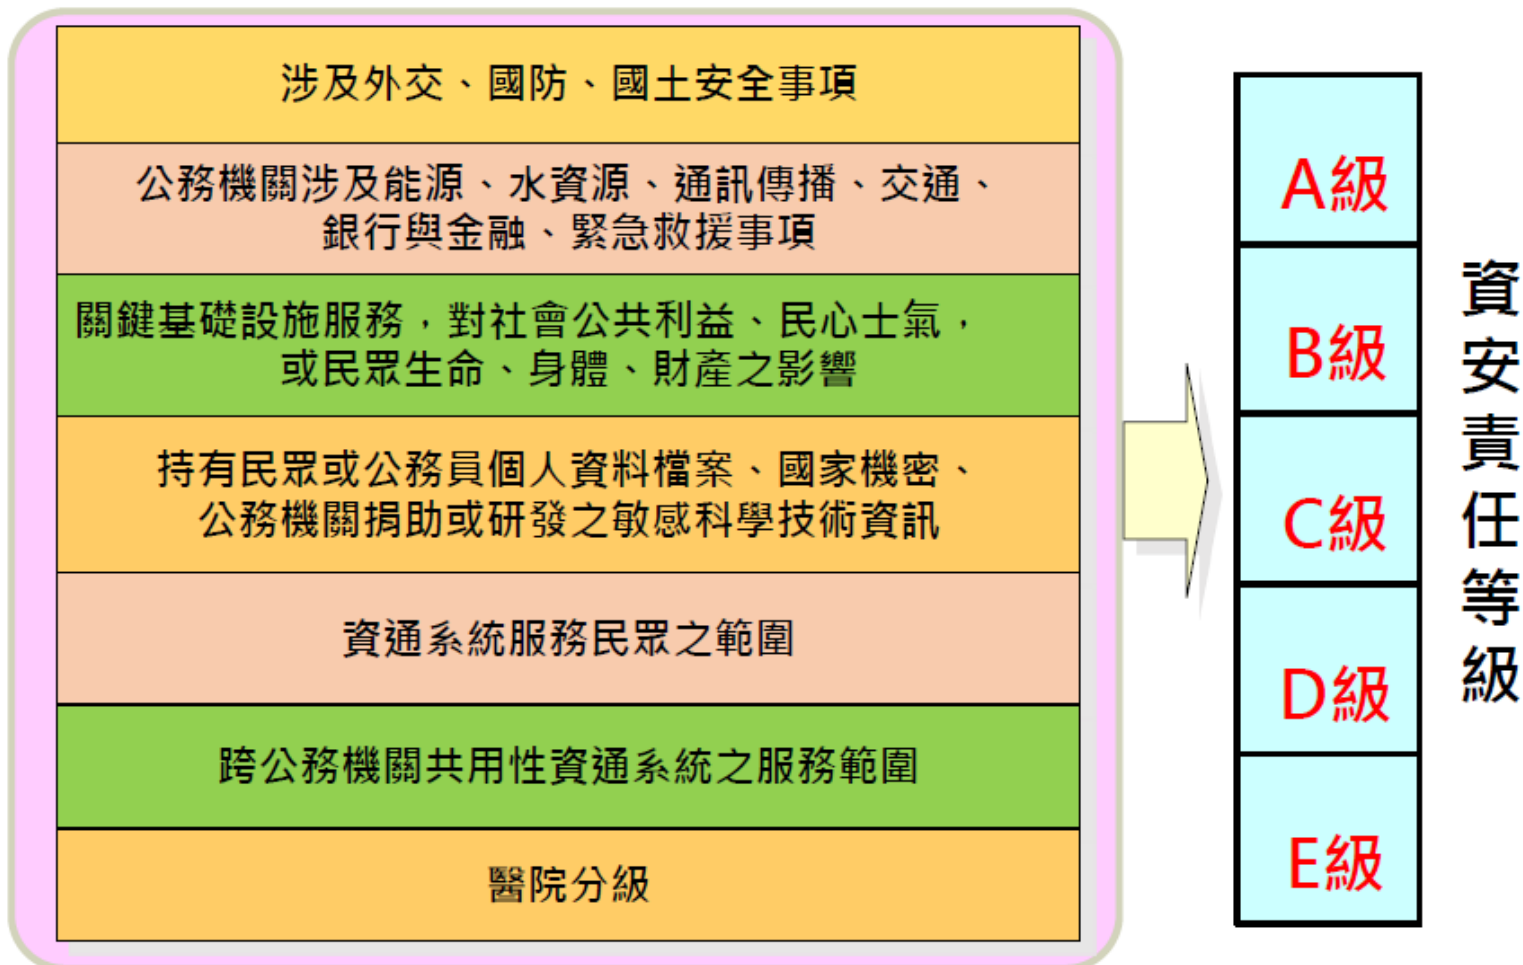 涉及外交、國防、國土安全事項
公務機關涉及能源、水資源、通訊傳播、交通、
銀行與金融、緊急救援事項
關鍵基礎設施服務，對社會公共利益、民心士氣，
或民眾生命、身體、財產之影響
持有民眾或公務員個人資料檔案、國家機密、
公務機關捐助或研發之敏感科學技術資訊
資通系統服務民眾之範圍
跨公務機關共用性資通系統之服務範圍
醫院分級
A級
B級
C級
D級
E級
資安責任等級